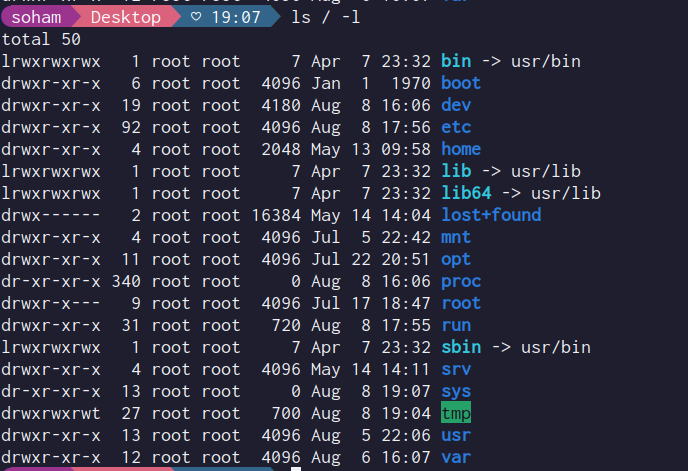 soham Desktop ♡ 19:07 ls / -l
total 50
lrwxrwxrwx   1 root root     7 Apr  7 23:32 bin -> usr/bin
drwxr-xr-x   6 root root  4096 Jan  1  1970 boot
drwxr-xr-x  19 root root  4180 Aug  8 16:06 dev
drwxr-xr-x  92 root root  4096 Aug  8 17:56 etc
drwxr-xr-x   4 root root  2048 May 13 09:58 home
lrwxrwxrwx   1 root root     7 Apr  7 23:32 lib -> usr/lib
lrwxrwxrwx   1 root root     7 Apr  7 23:32 lib64 -> usr/lib
drwx------   2 root root 16384 May 14 14:04 lost+found
drwxr-xr-x   4 root root  4096 Jul  5 22:42 mnt
drwxr-xr-x  11 root root  4096 Jul 22 20:51 opt
dr-xr-xr-x 340 root root     0 Aug  8 16:06 proc
drwxr-x---   9 root root  4096 Jul 17 18:47 root
drwxr-xr-x  31 root root   720 Aug  8 17:55 run
lrwxrwxrwx   1 root root     7 Apr  7 23:32 sbin -> usr/bin
drwxr-xr-x   4 root root  4096 May 14 14:11 srv
dr-xr-xr-x  13 root root     0 Aug  8 19:07 sys
drwxrwxrwt  27 root root   700 Aug  8 19:04 tmp
drwxr-xr-x  13 root root  4096 Aug  5 22:06 usr
drwxr-xr-x  12 root root  4096 Aug  6 16:07 var